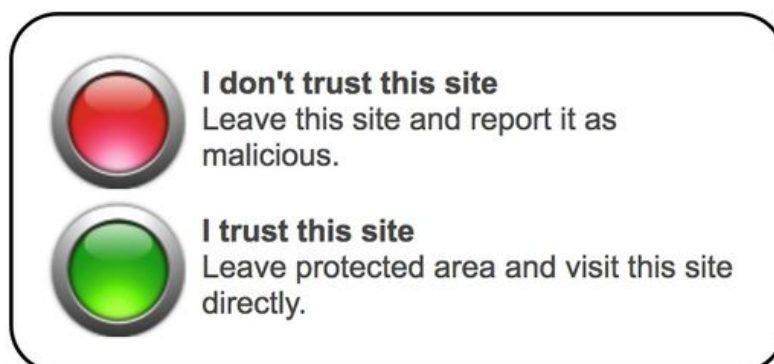 I don't trust this site
Leave this site and report it as
malicious.
I trust this site
Leave protected area and visit this site
directly.